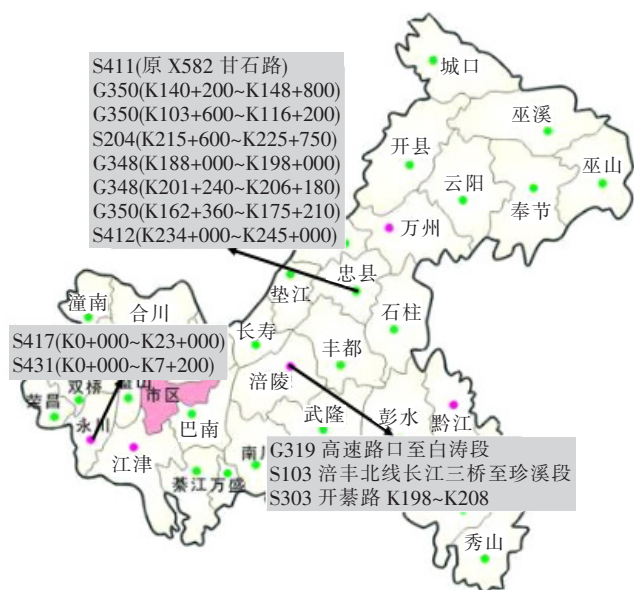 S411(原 X582 甘石路)
G350(K140+200~K148+800)
G350(K103+600~K116+200)
S204(K215+600~K225+750)
G348(K188+000~K198+000)
G348(K201+240~K206+180)
G350(K162+360~K175+210)
S412(K234+000~K245+000)
城口
巫溪
开县
云阳
奉节
巫山
万州
忠县
垫江
石柱
潼南
合川
S417(K0+000~K23+000)
S431(K0+000~K7+200)
长寿
丰都
涪陵
双桥
市区
荣昌
永川
巴南
武隆
彭水
黔江
江津
南川
綦江
万盛
G319 高速路口至白涛段
S103 涪丰北线长江三桥至珍溪段
S303 开綦路 K198~K208
秀山